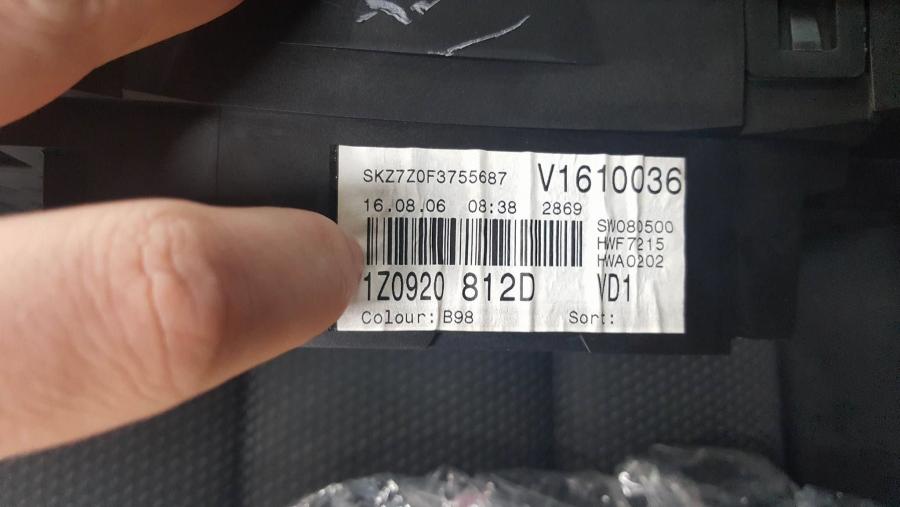 SKZ7Z0F3755687 V1610036
16.08.06 08:38 2869
SW080500
HWF7215
HWA0202
1Z0920 812D VD1
Colour: B98 Sort: